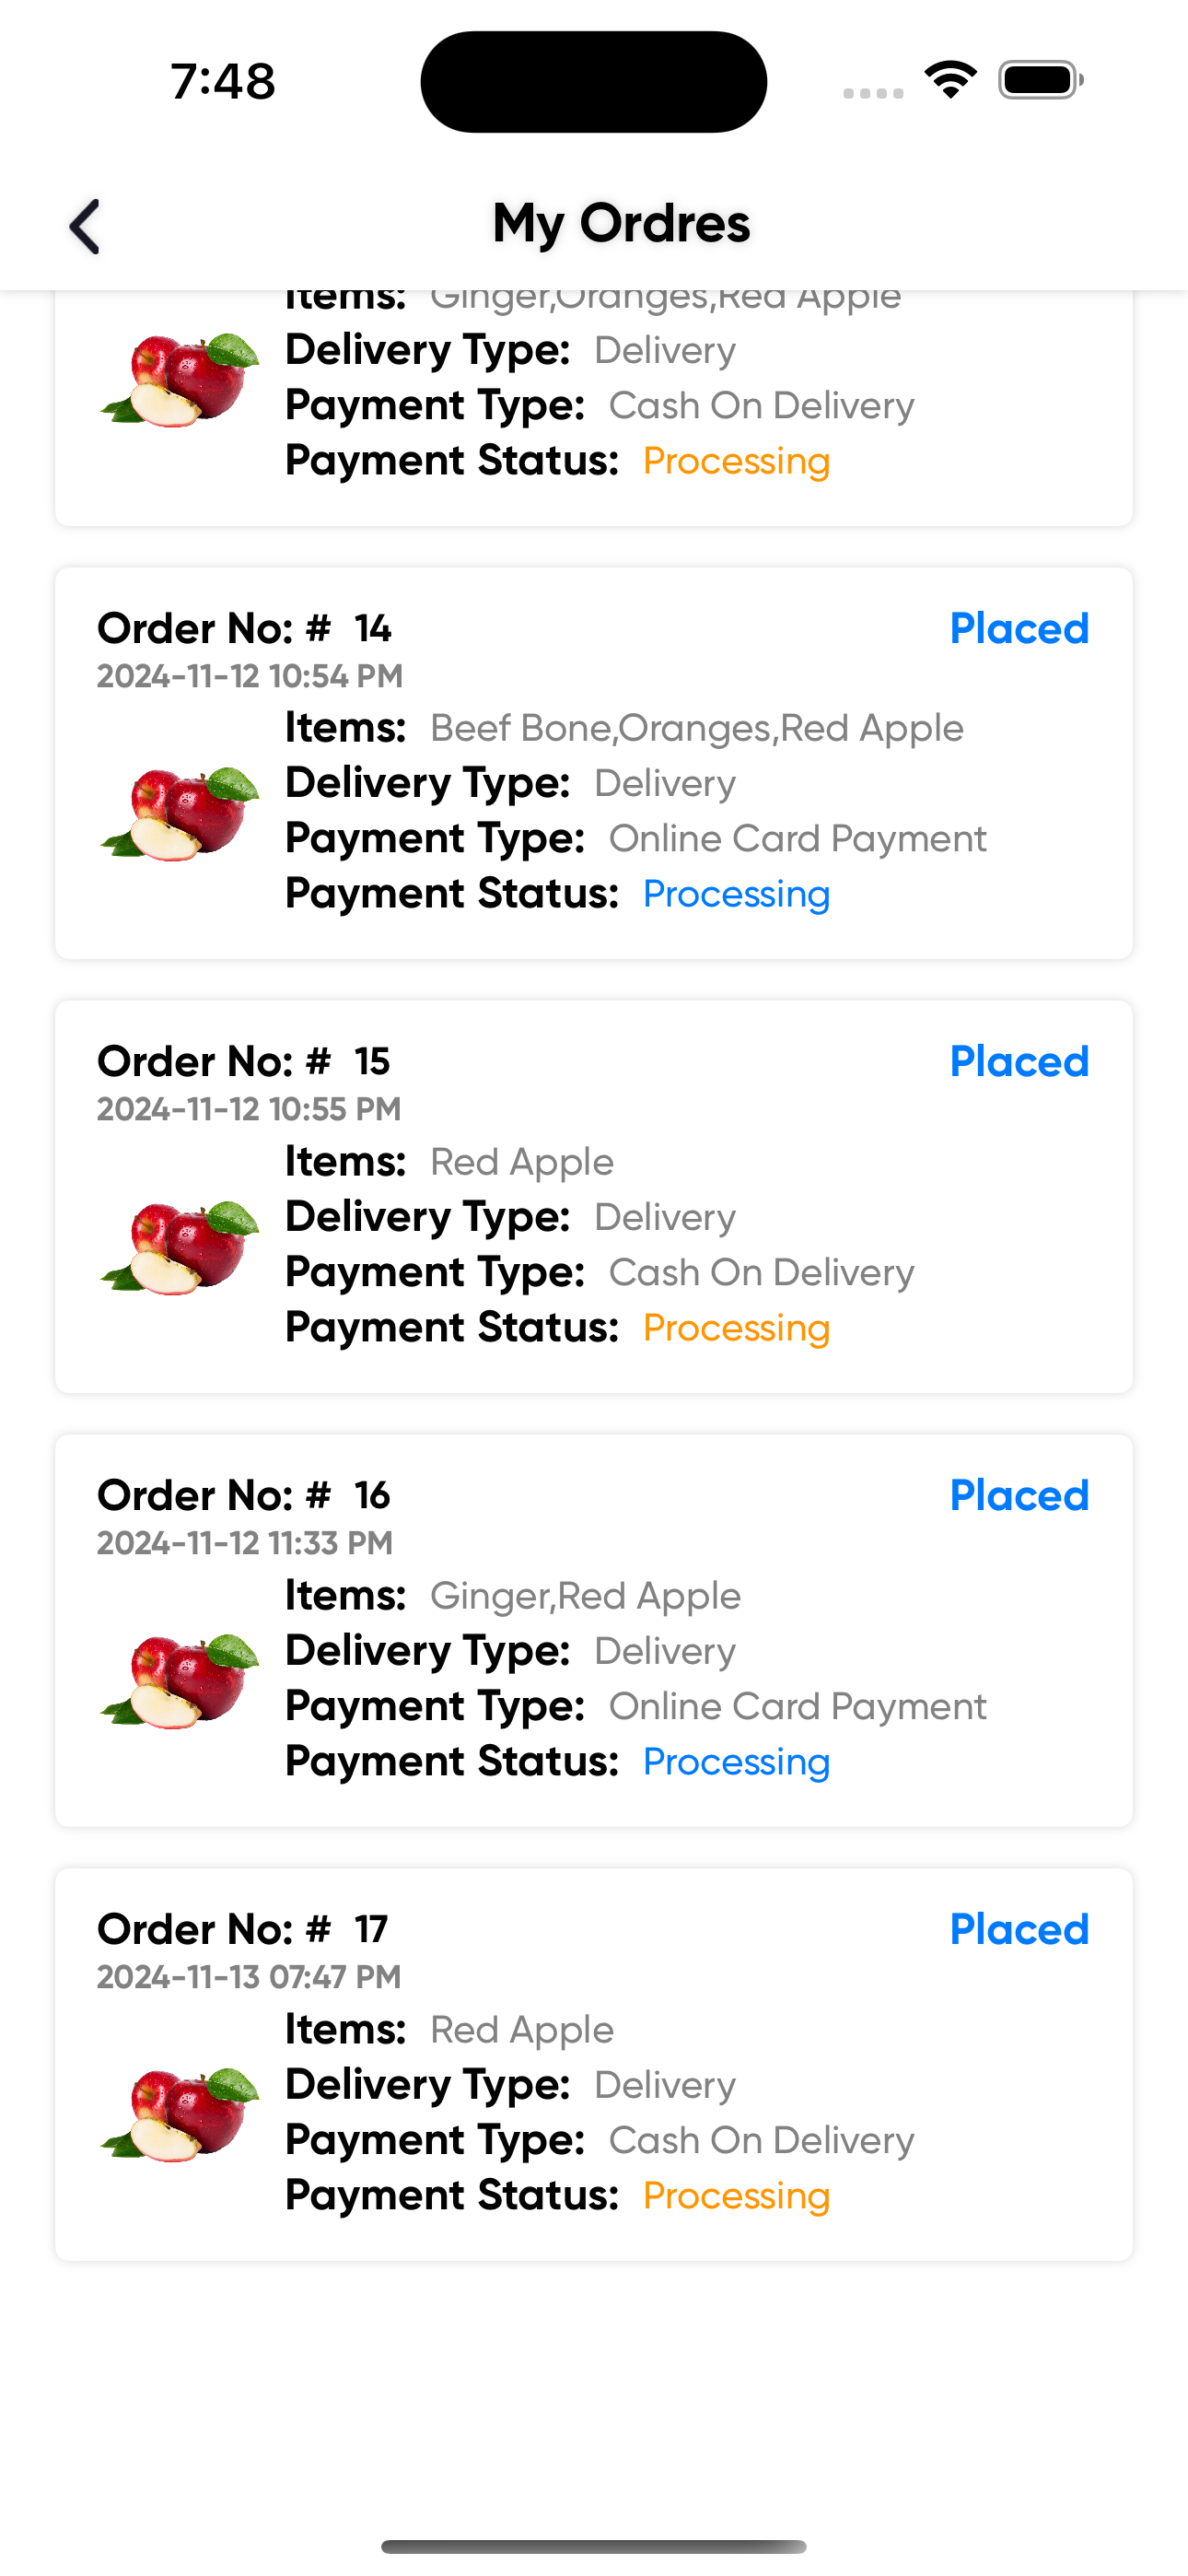 7:48
My Ordres
Items: Ginger,Oranges,Red Apple
Delivery Type: Delivery
Payment Type: Cash On Delivery
Payment Status: Processing
Order No: # 14 Placed
2024-11-12 10:54 PM
Items: Beef Bone,Oranges,Red Apple
Delivery Type: Delivery
Payment Type: Online Card Payment
Payment Status: Processing
Order No: # 15 Placed
2024-11-12 10:55 PM
Items: Red Apple
Delivery Type: Delivery
Payment Type: Cash On Delivery
Payment Status: Processing
Order No: # 16 Placed
2024-11-12 11:33 PM
Items: Ginger,Red Apple
Delivery Type: Delivery
Payment Type: Online Card Payment
Payment Status: Processing
Order No: # 17 Placed
2024-11-13 07:47 PM
Items: Red Apple
Delivery Type: Delivery
Payment Type: Cash On Delivery
Payment Status: Processing